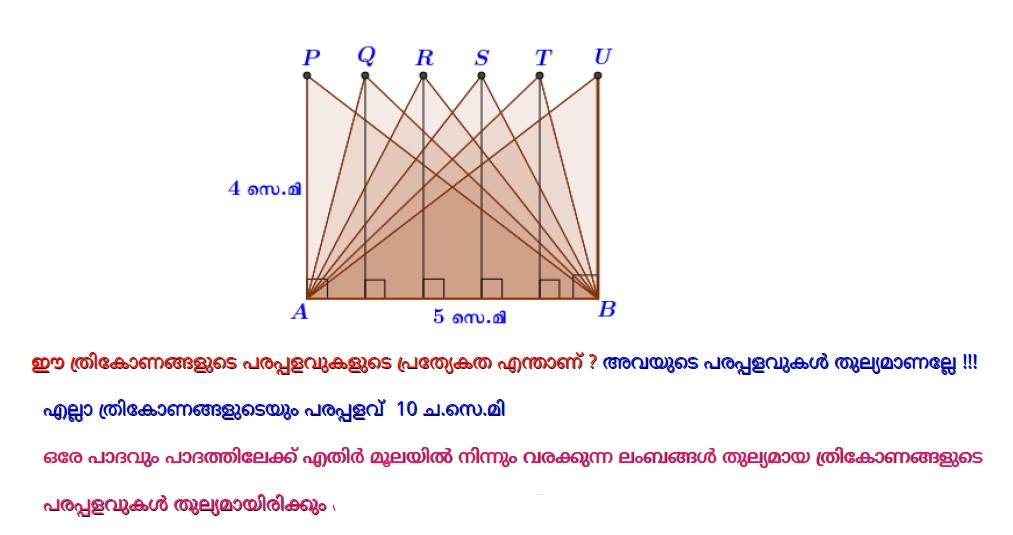 P Q R S T U
4 സെ.മി
A B
5 സെ.മി
ഈ ത്രികോണങ്ങളുടെ പരപ്പളവുകളുടെ പ്രത്യേകത എന്താണ് ? അവയുടെ പരപ്പളവുകൾ തുല്യമാണല്ലേ !!!
എല്ലാ ത്രികോണങ്ങളുടെയും പരപ്പളവ് 10 ച.സെ.മി
ഒരേ പാദവും പാദത്തിലേക്ക് എതിർ മൂലയിൽ നിന്നും വരക്കുന്ന ലംബങ്ങൾ തുല്യമായ ത്രികോണങ്ങളുടെ
പരപ്പളവുകൾ തുല്യമായിരിക്കും